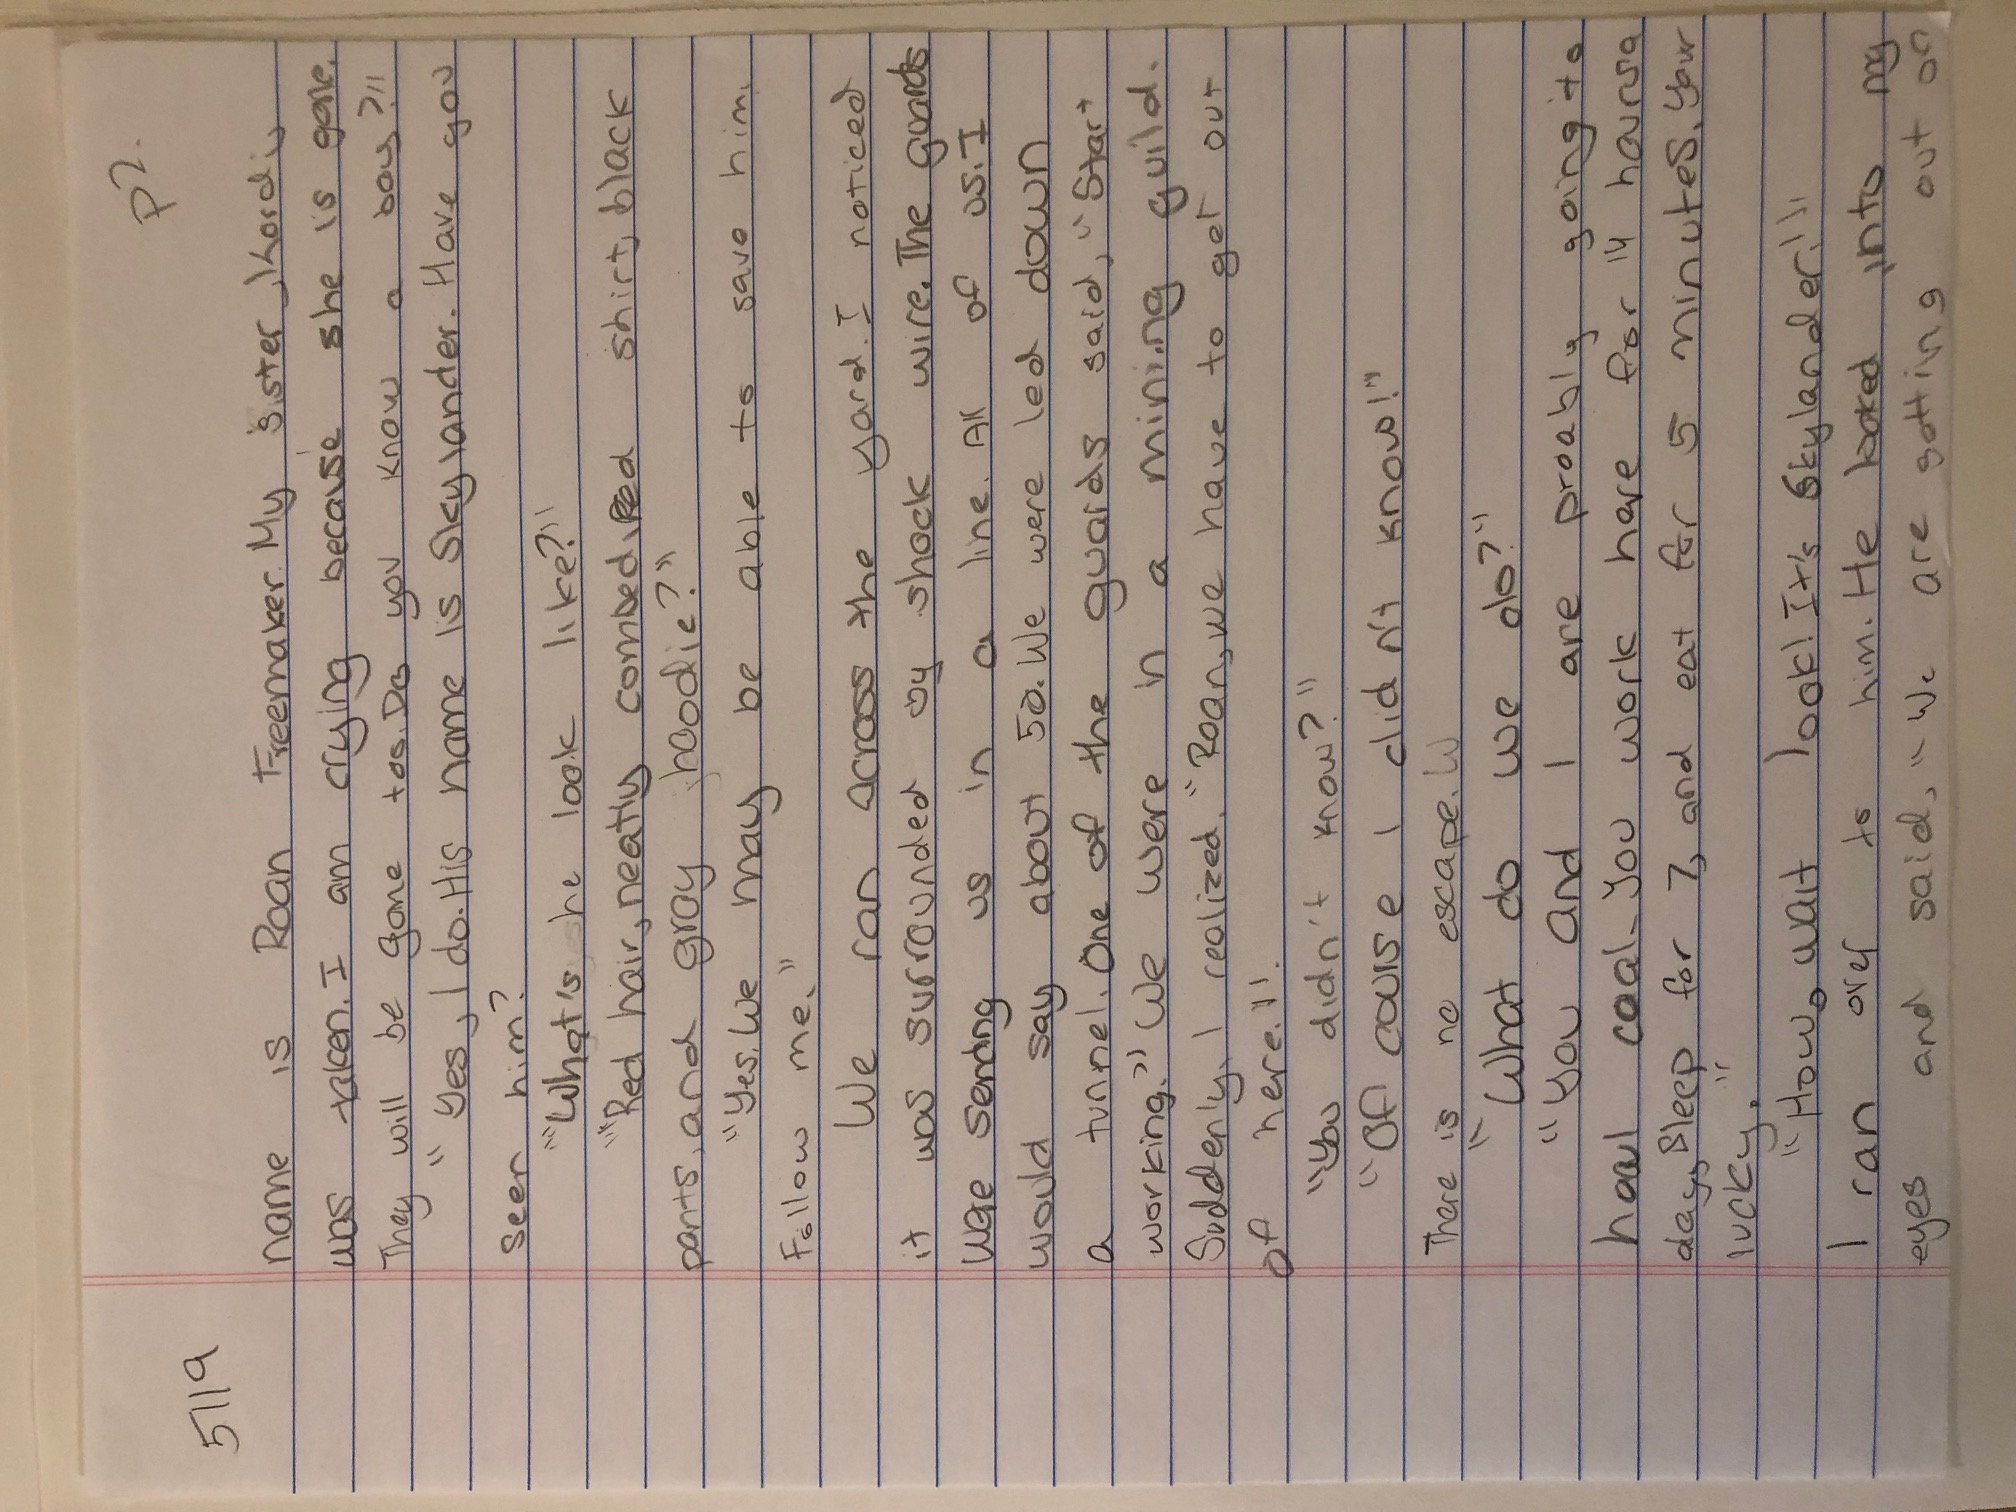 P2.
5119
name is Roan Freemaker. My sister, Kordi,
was taken. I am crying because she is gone.
They will be gone too. Do you know a boy?"
"Yes, I do. His name is Skylander. Have you
seen him?
"What's he look like?"
"Red hair, neatly combed, Red shirt, black
pants, and gray hoodie?"
"Yes. We may be able to save him.
Follow me."
We ran across the yard. I noticed
it was surrounded by shock wire. The guards
were sending us in a line. All of us. I
would say about 50. We were led down
a tunnel. One of the guards said, "Start
working." We were in a mining guild.
Suddenly, I realized. "Roan, we have to get out
of here.!!.
"You didn't know?"
"Of course I didn't know!"
There is no escape. W
"What do we do?"
"You and I are proably going to
haul coal. You work here for 14 hours a
day, Sleep for 7, and eat for 5 minutes. Your
lucky."
"How, wait look! It's Skylander!"
I ran over to him. He looked into my
eyes and said, "We are getting out of